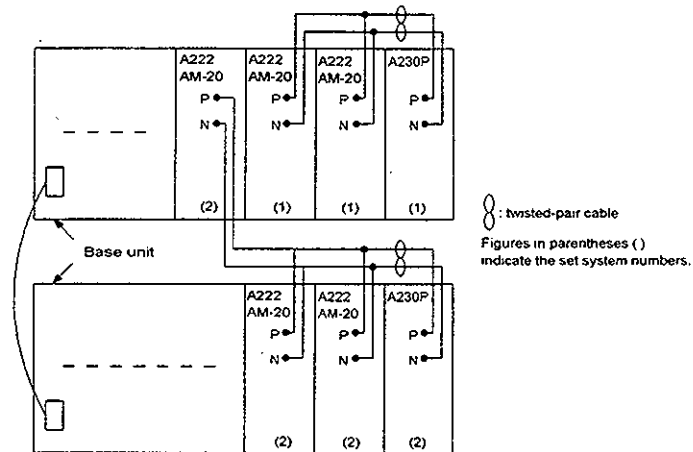 A222
AM-20
A222
AM-20
A222
AM-20
A230P
P
P
P
P
N
N
N
N
(2)
(1)
(1)
(1)
: twisted-pair cable
Figures in parentheses ( )
indicate the set system numbers.
Base unit
A222
AM-20
A222
AM-20
A230P
P
P
P
N
N
N
(2)
(2)
(2)